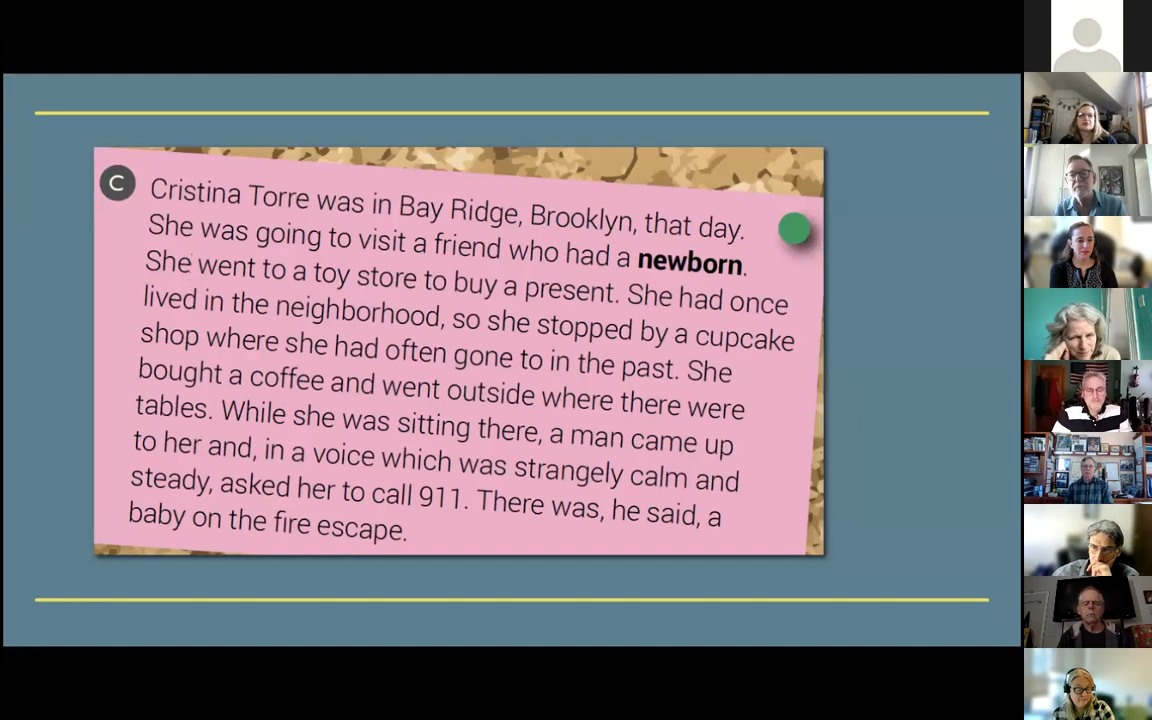 C
Cristina Torre was in Bay Ridge, Brooklyn, that day.
She was going to visit a friend who had a newborn.
She went to a toy store to buy a present. She had once
lived in the neighborhood, so she stopped by a cupcake
shop where she had often gone to in the past. She
bought a coffee and went outside where there were
tables. While she was sitting there, a man came up
to her and, in a voice which was strangely calm and
steady, asked her to call 911. There was, he said, a
baby on the fire escape.